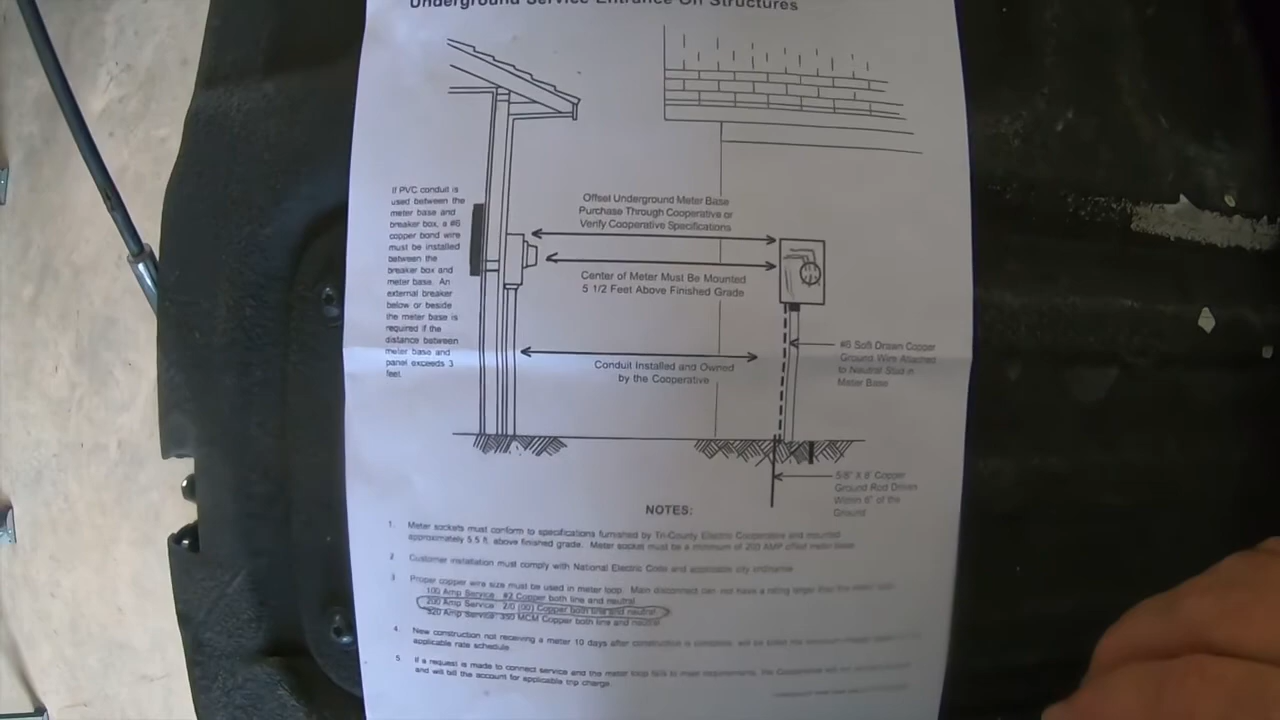 Underground Service Entrance On Structures
If PVC conduit is
used between the
meter base and
breaker box, a #6
copper bond wire
must be installed
between the
breaker box and
meter base. An
external breaker
below or beside
the meter base is
required if the
distance between
meter base and
panel exceeds 3
feet.
Offset Underground Meter Base
Purchase Through Cooperative or
Verify Cooperative Specifications
Center of Meter Must Be Mounted
5 1/2 Feet Above Finished Grade
Conduit Installed and Owned
by the Cooperative
#6 Soft Drawn Copper
Ground Wire Attached
to Neutral Stud in
Meter Base
5/8" X 8' Copper
Ground Rod Driven
Within 6" of the
Ground
NOTES:
1. Meter sockets must conform to specifications furnished by Tri-County Electric Cooperative and mounted
approximately 5.5 ft. above finished grade. Meter socket must be a minimum of 200 AMP offset meter base
2 Customer installation must comply with National Electric Code and applicable city ordinance
3 Proper copper wire size must be used in meter loop. Main disconnect can not have a rating larger than the meter
100 Amp Service: #2 Copper both line and neutral
200 Amp Service: 2/0 (00) Copper both line and neutral
320 Amp Service: 350 MCM Copper both line and neutral
4. New construction not receiving a meter 10 days after construction is complete, will be billed
applicable rate schedule.
5. If a request is made to connect service and the meter loop fails to meet requirements, the Cooperative will
and will bill the account for applicable trip charge.